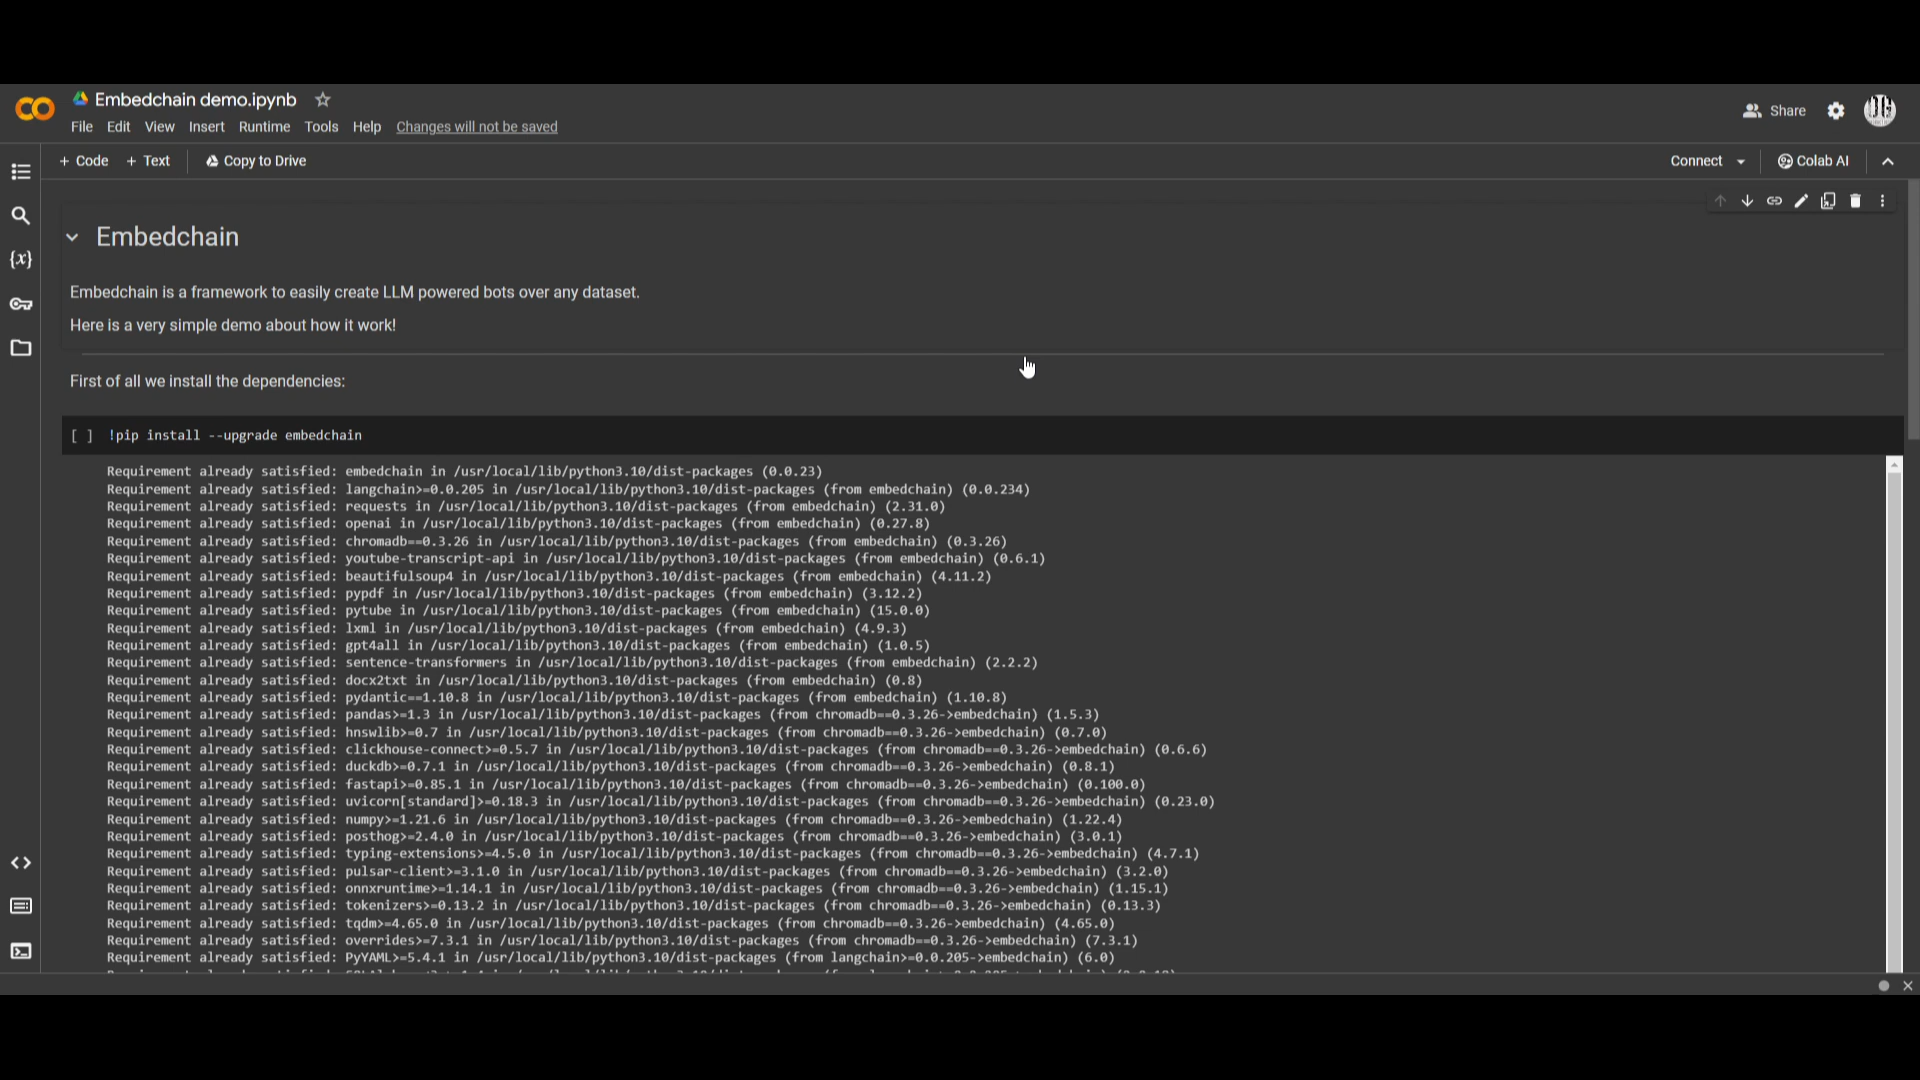 Embedchain demo.ipynb
File Edit View Insert Runtime Tools Help Changes will not be saved
Share
+ Code + Text Copy to Drive
Connect Colab AI
{x}
Embedchain
Embedchain is a framework to easily create LLM powered bots over any dataset.
Here is a very simple demo about how it work!
First of all we install the dependencies:
[ ] !pip install --upgrade embedchain
Requirement already satisfied: embedchain in /usr/local/lib/python3.10/dist-packages (0.0.23)
Requirement already satisfied: langchain>=0.0.205 in /usr/local/lib/python3.10/dist-packages (from embedchain) (0.0.234)
Requirement already satisfied: requests in /usr/local/lib/python3.10/dist-packages (from embedchain) (2.31.0)
Requirement already satisfied: openai in /usr/local/lib/python3.10/dist-packages (from embedchain) (0.27.8)
Requirement already satisfied: chromadb==0.3.26 in /usr/local/lib/python3.10/dist-packages (from embedchain) (0.3.26)
Requirement already satisfied: youtube-transcript-api in /usr/local/lib/python3.10/dist-packages (from embedchain) (0.6.1)
Requirement already satisfied: beautifulsoup4 in /usr/local/lib/python3.10/dist-packages (from embedchain) (4.11.2)
Requirement already satisfied: pypdf in /usr/local/lib/python3.10/dist-packages (from embedchain) (3.12.2)
Requirement already satisfied: pytube in /usr/local/lib/python3.10/dist-packages (from embedchain) (15.0.0)
Requirement already satisfied: lxml in /usr/local/lib/python3.10/dist-packages (from embedchain) (4.9.3)
Requirement already satisfied: gpt4all in /usr/local/lib/python3.10/dist-packages (from embedchain) (1.0.5)
Requirement already satisfied: sentence-transformers in /usr/local/lib/python3.10/dist-packages (from embedchain) (2.2.2)
Requirement already satisfied: docx2txt in /usr/local/lib/python3.10/dist-packages (from embedchain) (0.8)
Requirement already satisfied: pydantic==1.10.8 in /usr/local/lib/python3.10/dist-packages (from embedchain) (1.10.8)
Requirement already satisfied: pandas>=1.3 in /usr/local/lib/python3.10/dist-packages (from chromadb==0.3.26->embedchain) (1.5.3)
Requirement already satisfied: hnswlib>=0.7 in /usr/local/lib/python3.10/dist-packages (from chromadb==0.3.26->embedchain) (0.7.0)
Requirement already satisfied: clickhouse-connect>=0.5.7 in /usr/local/lib/python3.10/dist-packages (from chromadb==0.3.26->embedchain) (0.6.6)
Requirement already satisfied: duckdb>=0.7.1 in /usr/local/lib/python3.10/dist-packages (from chromadb==0.3.26->embedchain) (0.8.1)
Requirement already satisfied: fastapi>=0.85.1 in /usr/local/lib/python3.10/dist-packages (from chromadb==0.3.26->embedchain) (0.100.0)
Requirement already satisfied: uvicorn[standard]>=0.18.3 in /usr/local/lib/python3.10/dist-packages (from chromadb==0.3.26->embedchain) (0.23.0)
Requirement already satisfied: numpy>=1.21.6 in /usr/local/lib/python3.10/dist-packages (from chromadb==0.3.26->embedchain) (1.22.4)
Requirement already satisfied: posthog>=2.4.0 in /usr/local/lib/python3.10/dist-packages (from chromadb==0.3.26->embedchain) (3.0.1)
Requirement already satisfied: typing-extensions>=4.5.0 in /usr/local/lib/python3.10/dist-packages (from chromadb==0.3.26->embedchain) (4.7.1)
Requirement already satisfied: pulsar-client>=3.1.0 in /usr/local/lib/python3.10/dist-packages (from chromadb==0.3.26->embedchain) (3.2.0)
Requirement already satisfied: onnxruntime>=1.14.1 in /usr/local/lib/python3.10/dist-packages (from chromadb==0.3.26->embedchain) (1.15.1)
Requirement already satisfied: tokenizers>=0.13.2 in /usr/local/lib/python3.10/dist-packages (from chromadb==0.3.26->embedchain) (0.13.3)
Requirement already satisfied: tqdm>=4.65.0 in /usr/local/lib/python3.10/dist-packages (from chromadb==0.3.26->embedchain) (4.65.0)
Requirement already satisfied: overrides>=7.3.1 in /usr/local/lib/python3.10/dist-packages (from chromadb==0.3.26->embedchain) (7.3.1)
Requirement already satisfied: PyYAML>=5.4.1 in /usr/local/lib/python3.10/dist-packages (from langchain>=0.0.205->embedchain) (6.0)